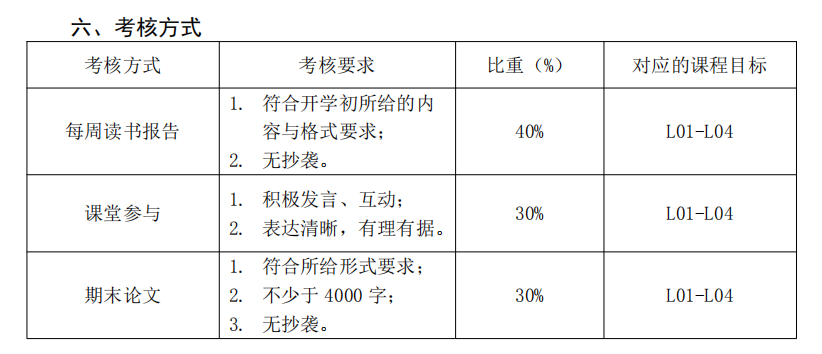 六、考核方式
考核方式 考核要求 比重（%） 对应的课程目标
每周读书报告
1. 符合开学初所给的内
容与格式要求；
2. 无抄袭。
40%
L01-L04
课堂参与
1. 积极发言、互动；
2. 表达清晰，有理有据。
30%
L01-L04
期末论文
1. 符合所给形式要求；
2. 不少于 4000 字；
3. 无抄袭。
30%
L01-L04